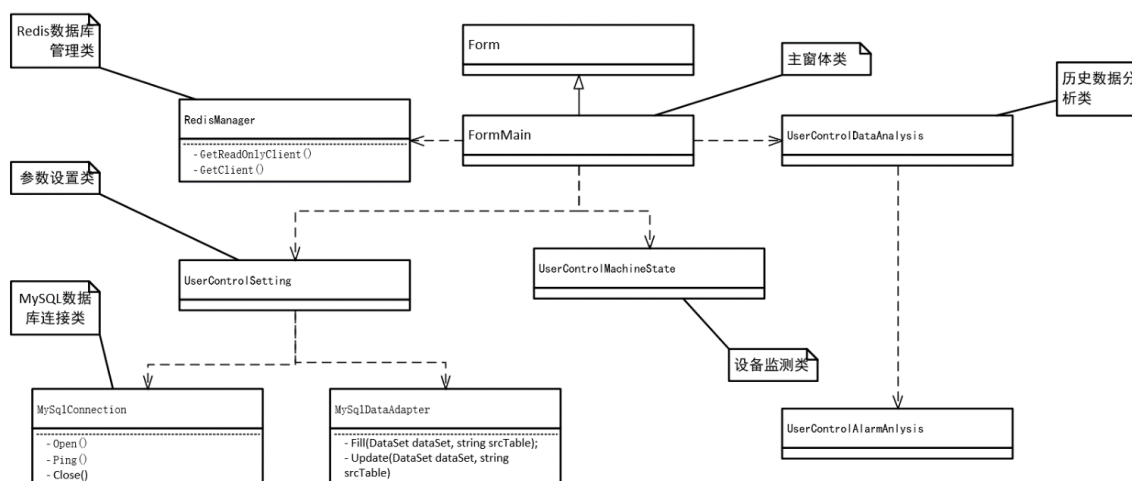 Redis数据库
管理类
Form
主窗体类
历史数据分
析类
RedisManager
- GetReadOnlyClient()
- GetClient()
FormMain
UserControlDataAnalysis
参数设置类
UserControlSetting
UserControlMachineState
MySQL数据
库连接类
设备监测类
MySqlConnection
- Open()
- Ping()
- Close()
MySqlDataAdapter
- Fill(DataSet dataSet, string srcTable);
- Update(DataSet dataSet, string
srcTable)
UserControlAlarmAnlysis